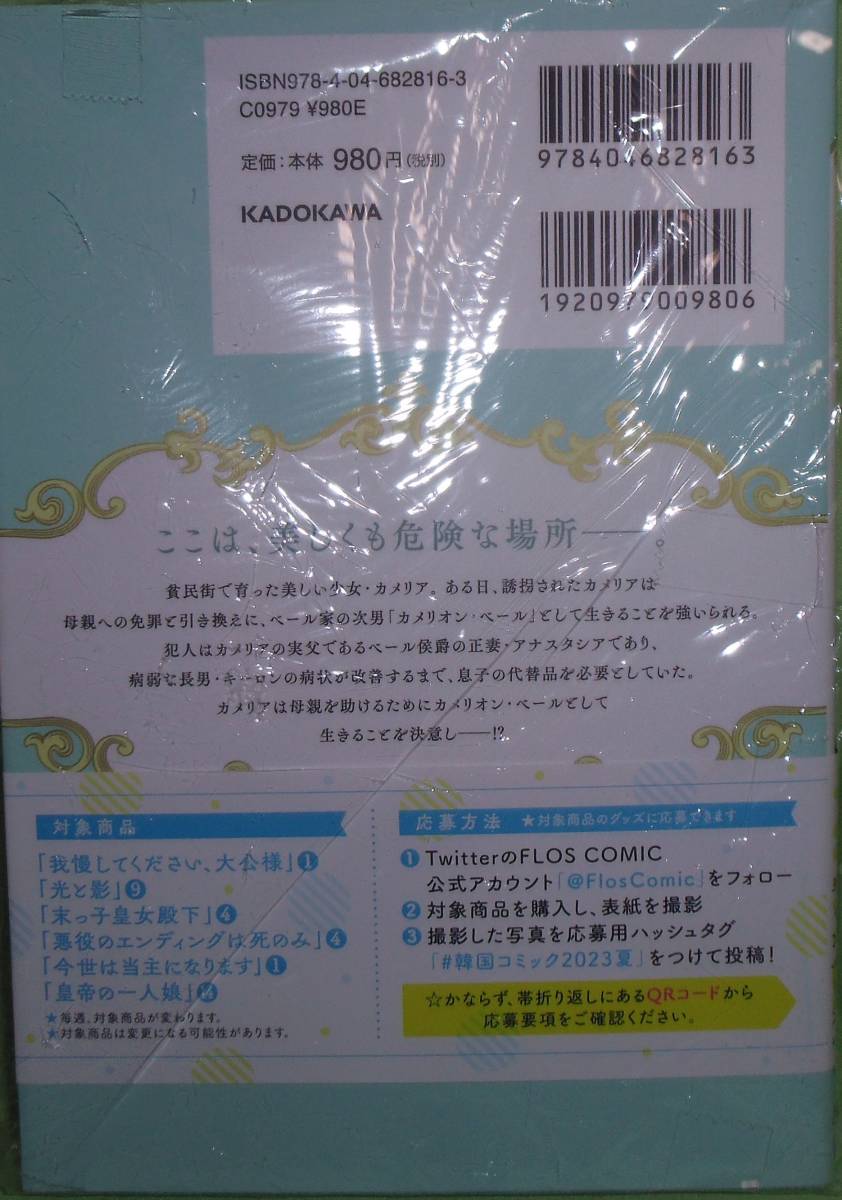 ISBN978-4-04-682816-3
C0979 ¥980E
定価:本体 980円(税別)
KADOKAWA
9784046828163
1920979009806
ここは、美しくも危険な場所――
貧民街で育った美しい少女・カメリア。ある日、誘拐されたカメリアは
母親への免罪と引き換えに、ベール家の次男「カメリオン・ベール」として生きることを強いられる。
犯人はカメリアの実父であるベール侯爵の正妻・アナスタシアであり、
病弱な長男・キーロンの病状が改善するまで、息子の代替品を必要としていた。
カメリアは母親を助けるためにカメリオン・ベールとして
生きることを決意し――!?
対象商品
「我慢してください、大公様」❶
「光と影」❾
「末っ子皇女殿下」❹
「悪役のエンディングは死のみ」❹
「今世は当主になります」❶
「皇帝の一人娘」
★毎週、対象商品が変わります。
★対象商品は変更になる可能性があります。
応募方法 ★対象商品のグッズに応募できます
❶ TwitterのFLOS COMIC
公式アカウント「@FlosComic」をフォロー
❷ 対象商品を購入し、表紙を撮影
❸ 撮影した写真を応募用ハッシュタグ
「#韓国コミック2023夏」をつけて投稿!
☆かならず、帯折り返しにあるQRコードから
応募要項をご確認ください。